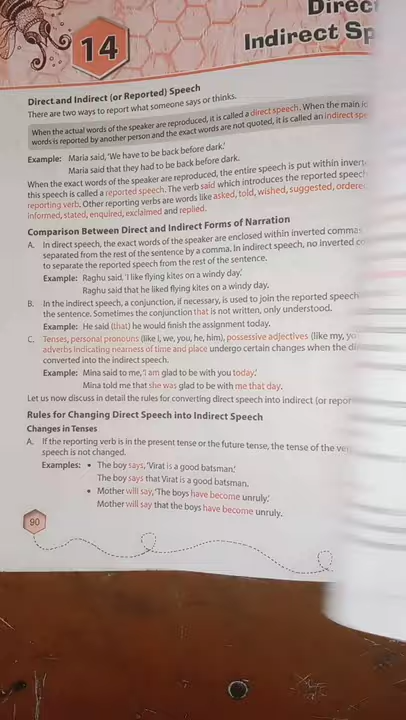 14
Direct
Indirect Sp
Direct and Indirect (or Reported) Speech
There are two ways to report what someone says or thinks.
When the actual words of the speaker are reproduced, it is called a direct speech. When the main
words is reported by another person and the exact words are not quoted, it is called an indirect
Example: Maria said, 'We have to be back before dark.'
Maria said that they had to be back before dark.
When the exact words of the speaker are reproduced, the entire speech is put within
this speech is called a reported speech. The verb said which introduces the reported
reporting verb. Other reporting verbs are words like asked, told, wished, suggested,
informed, stated, enquired, exclaimed and replied.
Comparison Between Direct and Indirect Forms of Narration
A. In direct speech, the exact words of the speaker are enclosed within inverted commas
separated from the rest of the sentence by a comma. In indirect speech, no inverted
to separate the reported speech from the rest of the sentence.
Example: Raghu said, 'I like flying kites on a windy day.'
Raghu said that he liked flying kites on a windy day.
B. In the indirect speech, a conjunction, if necessary, is used to join the reported speech
the sentence. Sometimes the conjunction that is not written, only understood.
Example: He said (that) he would finish the assignment today.
C. Tenses, personal pronouns (like I, we, you, he, him), possessive adjectives (like my,
adverbs indicating nearness of time and place undergo certain changes when the
converted into the indirect speech.
Example: Mina said to me, 'I am glad to be with you today.'
Mina told me that she was glad to be with me that day.
Let us now discuss in detail the rules for converting direct speech into indirect (or
Rules for Changing Direct Speech into Indirect Speech
Changes in Tenses
A. If the reporting verb is in the present tense or the future tense, the tense of the
speech is not changed.
Examples: • The boy says, 'Virat is a good batsman.'
The boy says that Virat is a good batsman.
• Mother will say, 'The boys have become unruly.'
Mother will say that the boys have become unruly.
90